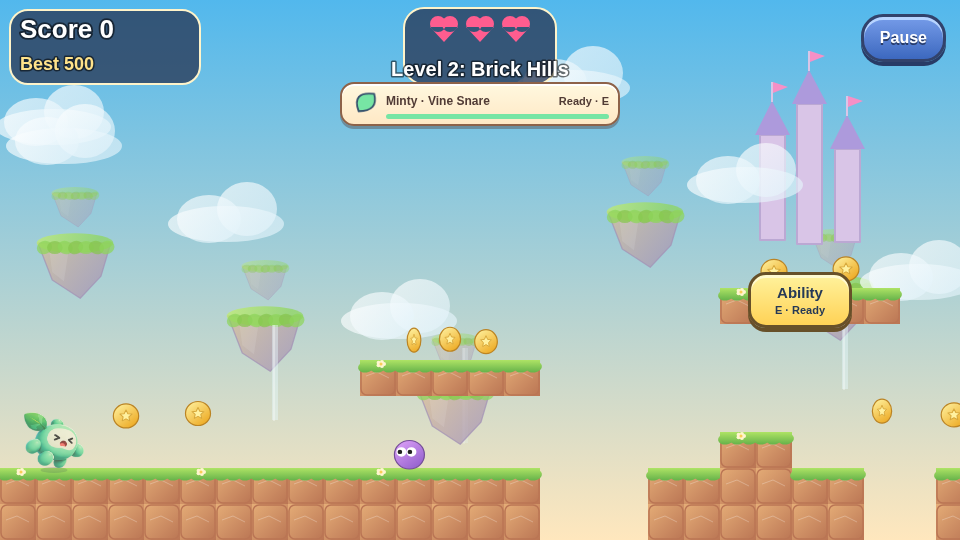 Score 0
Best 500
Level 2: Brick Hills
Minty · Vine Snare
Ready · E
Pause
Ability
E · Ready